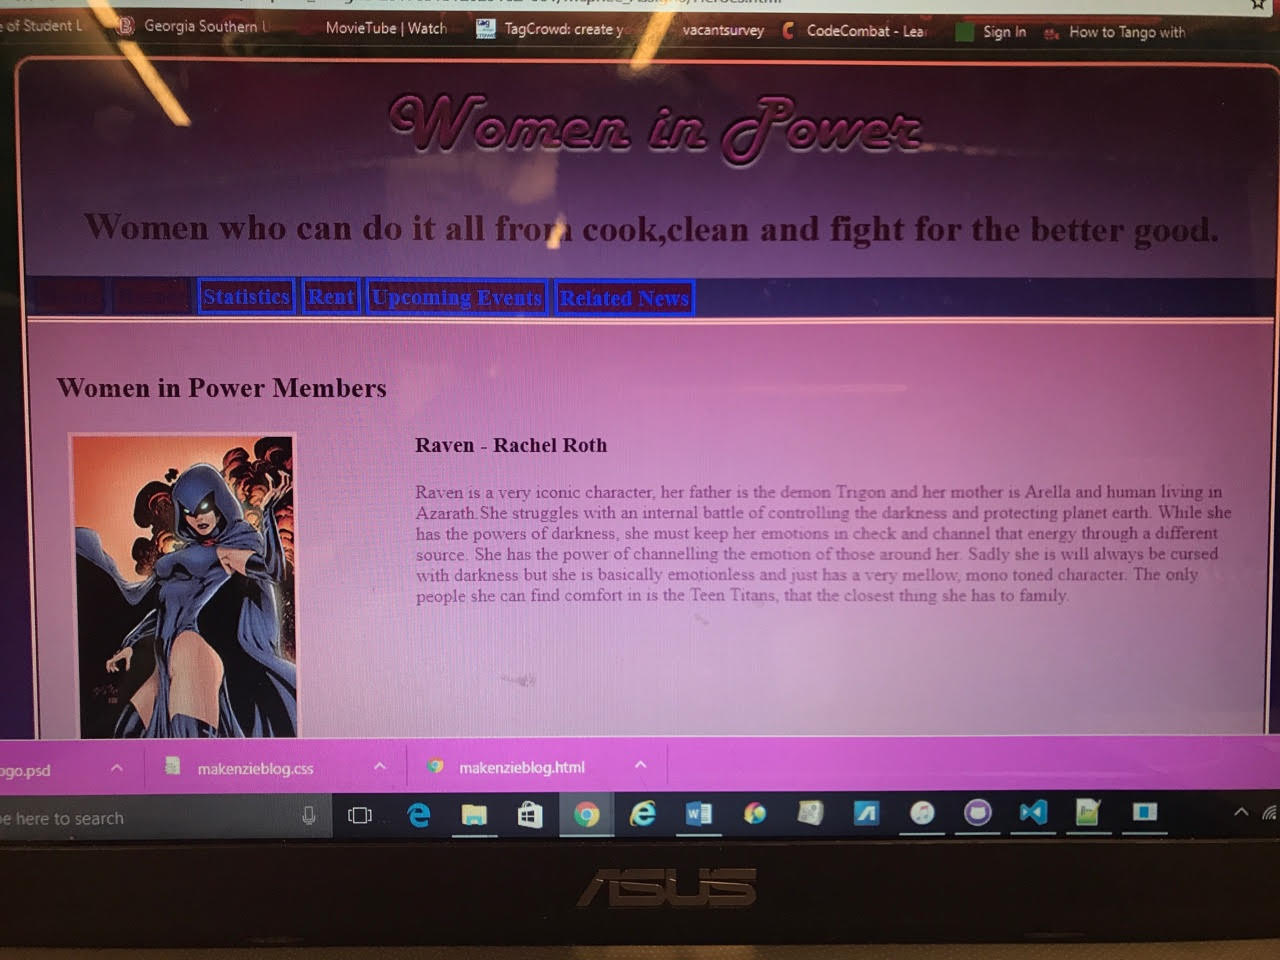 e of Student L
Georgia Southern U
MovieTube | Watch
TagCrowd: create y
vacantsurvey
CodeCombat - Lea
Sign In
How to Tango with
Women in Power
Women who can do it all from cook,clean and fight for the better good.
Statistics
Rent
Upcoming Events
Related News
Women in Power Members
Raven - Rachel Roth
Raven is a very iconic character, her father is the demon Trigon and her mother is Arella and human living in
Azarath.She struggles with an internal battle of controlling the darkness and protecting planet earth. While she
has the powers of darkness, she must keep her emotions in check and channel that energy through a different
source. She has the power of channelling the emotion of those around her. Sadly she is will always be cursed
with darkness but she is basically emotionless and just has a very mellow, mono toned character. The only
people she can find comfort in is the Teen Titans, that the closest thing she has to family.
ogo.psd
makenzieblog.css
makenzieblog.html
e here to search
ASUS